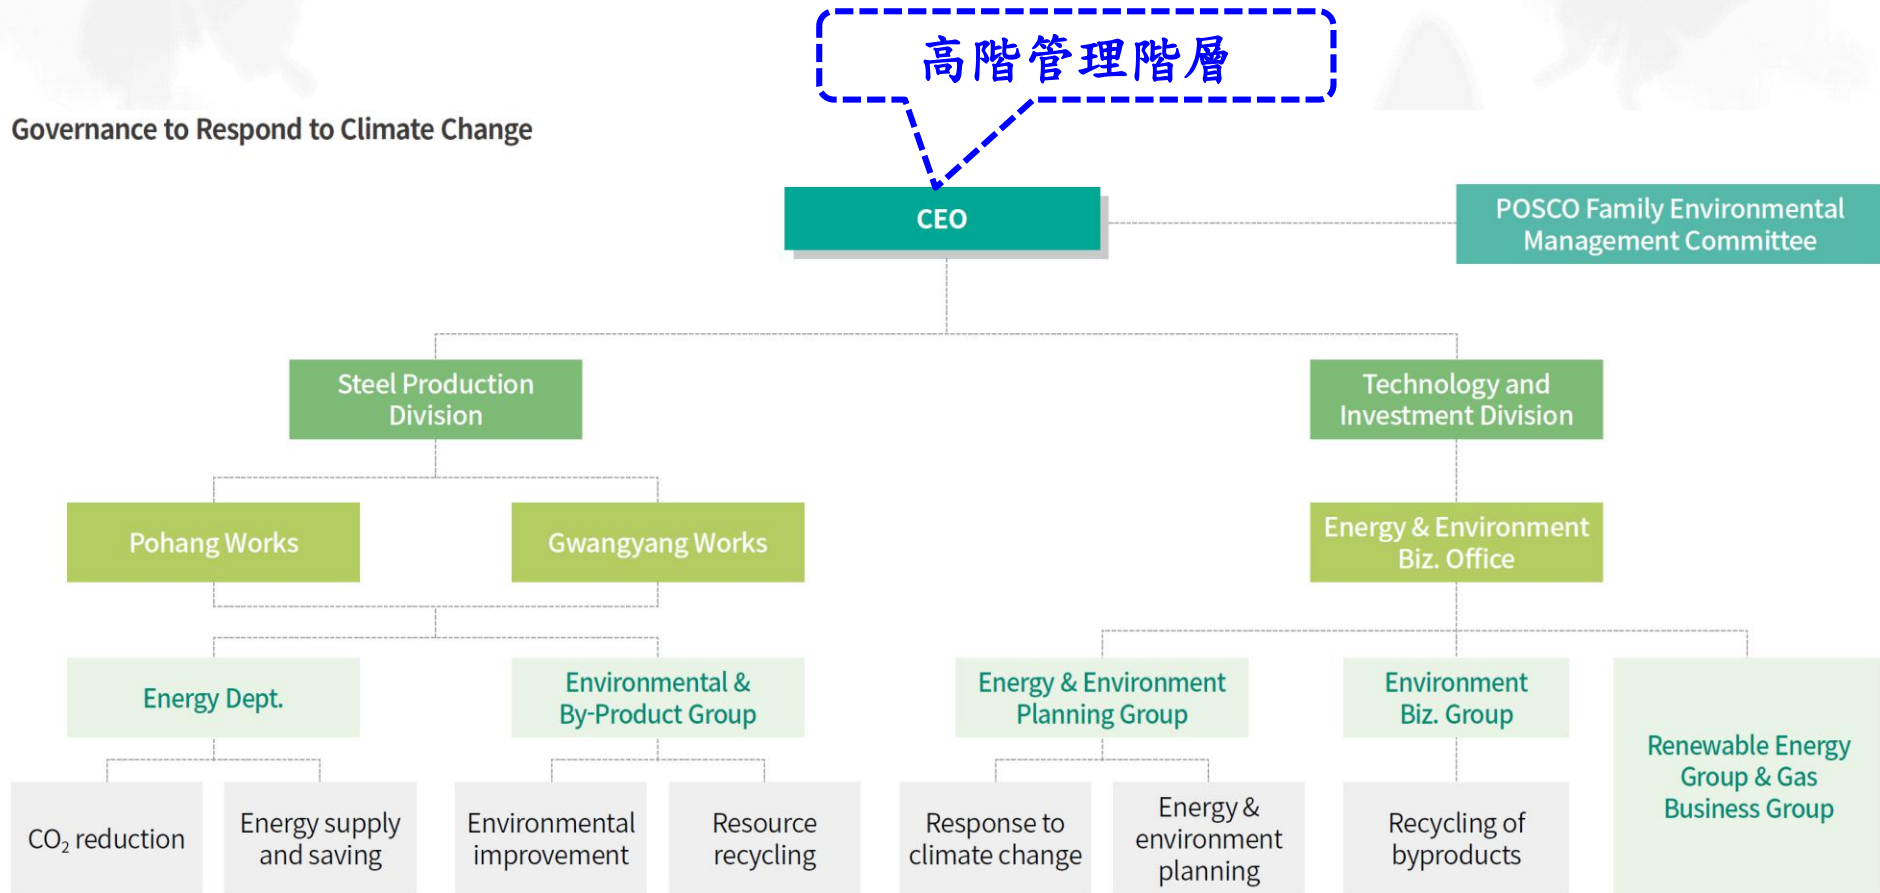 高階管理階層
Governance to Respond to Climate Change
CEO
POSCO Family Environmental
Management Committee
Steel Production
Division
Technology and
Investment Division
Pohang Works
Gwangyang Works
Energy & Environment
Biz. Office
Energy Dept.
Environmental &
By-Product Group
Energy & Environment
Planning Group
Environment
Biz. Group
Renewable Energy
Group & Gas
Business Group
CO₂ reduction
Energy supply
and saving
Environmental
improvement
Resource
recycling
Response to
climate change
Energy &
environment
planning
Recycling of
byproducts